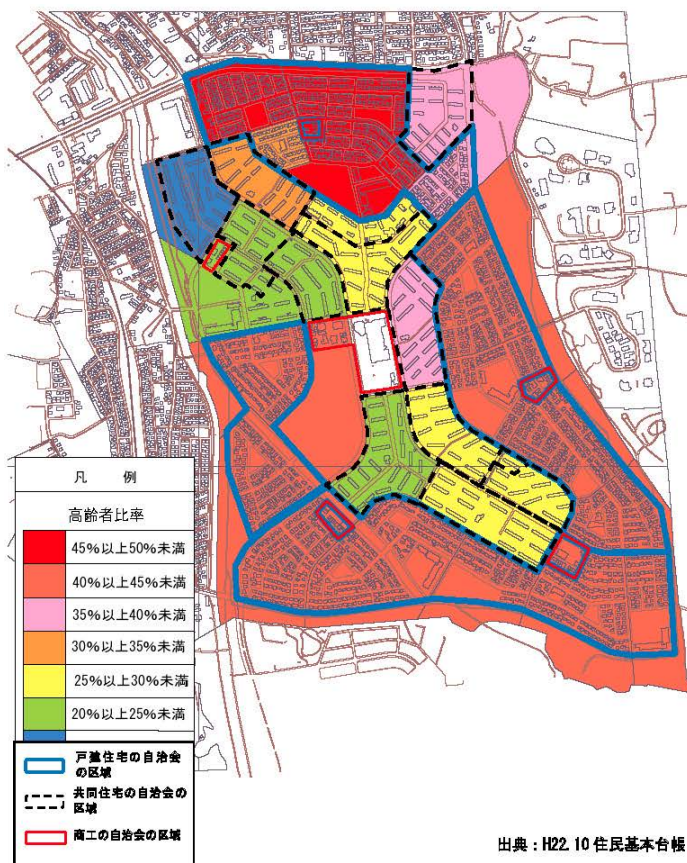 凡 例
高齢者比率
45%以上50%未満
40%以上45%未満
35%以上40%未満
30%以上35%未満
25%以上30%未満
20%以上25%未満
戸建住宅の自治会
の区域
共同住宅の自治会の
区域
商工の自治会の区域
出典：H22.10 住民基本台帳